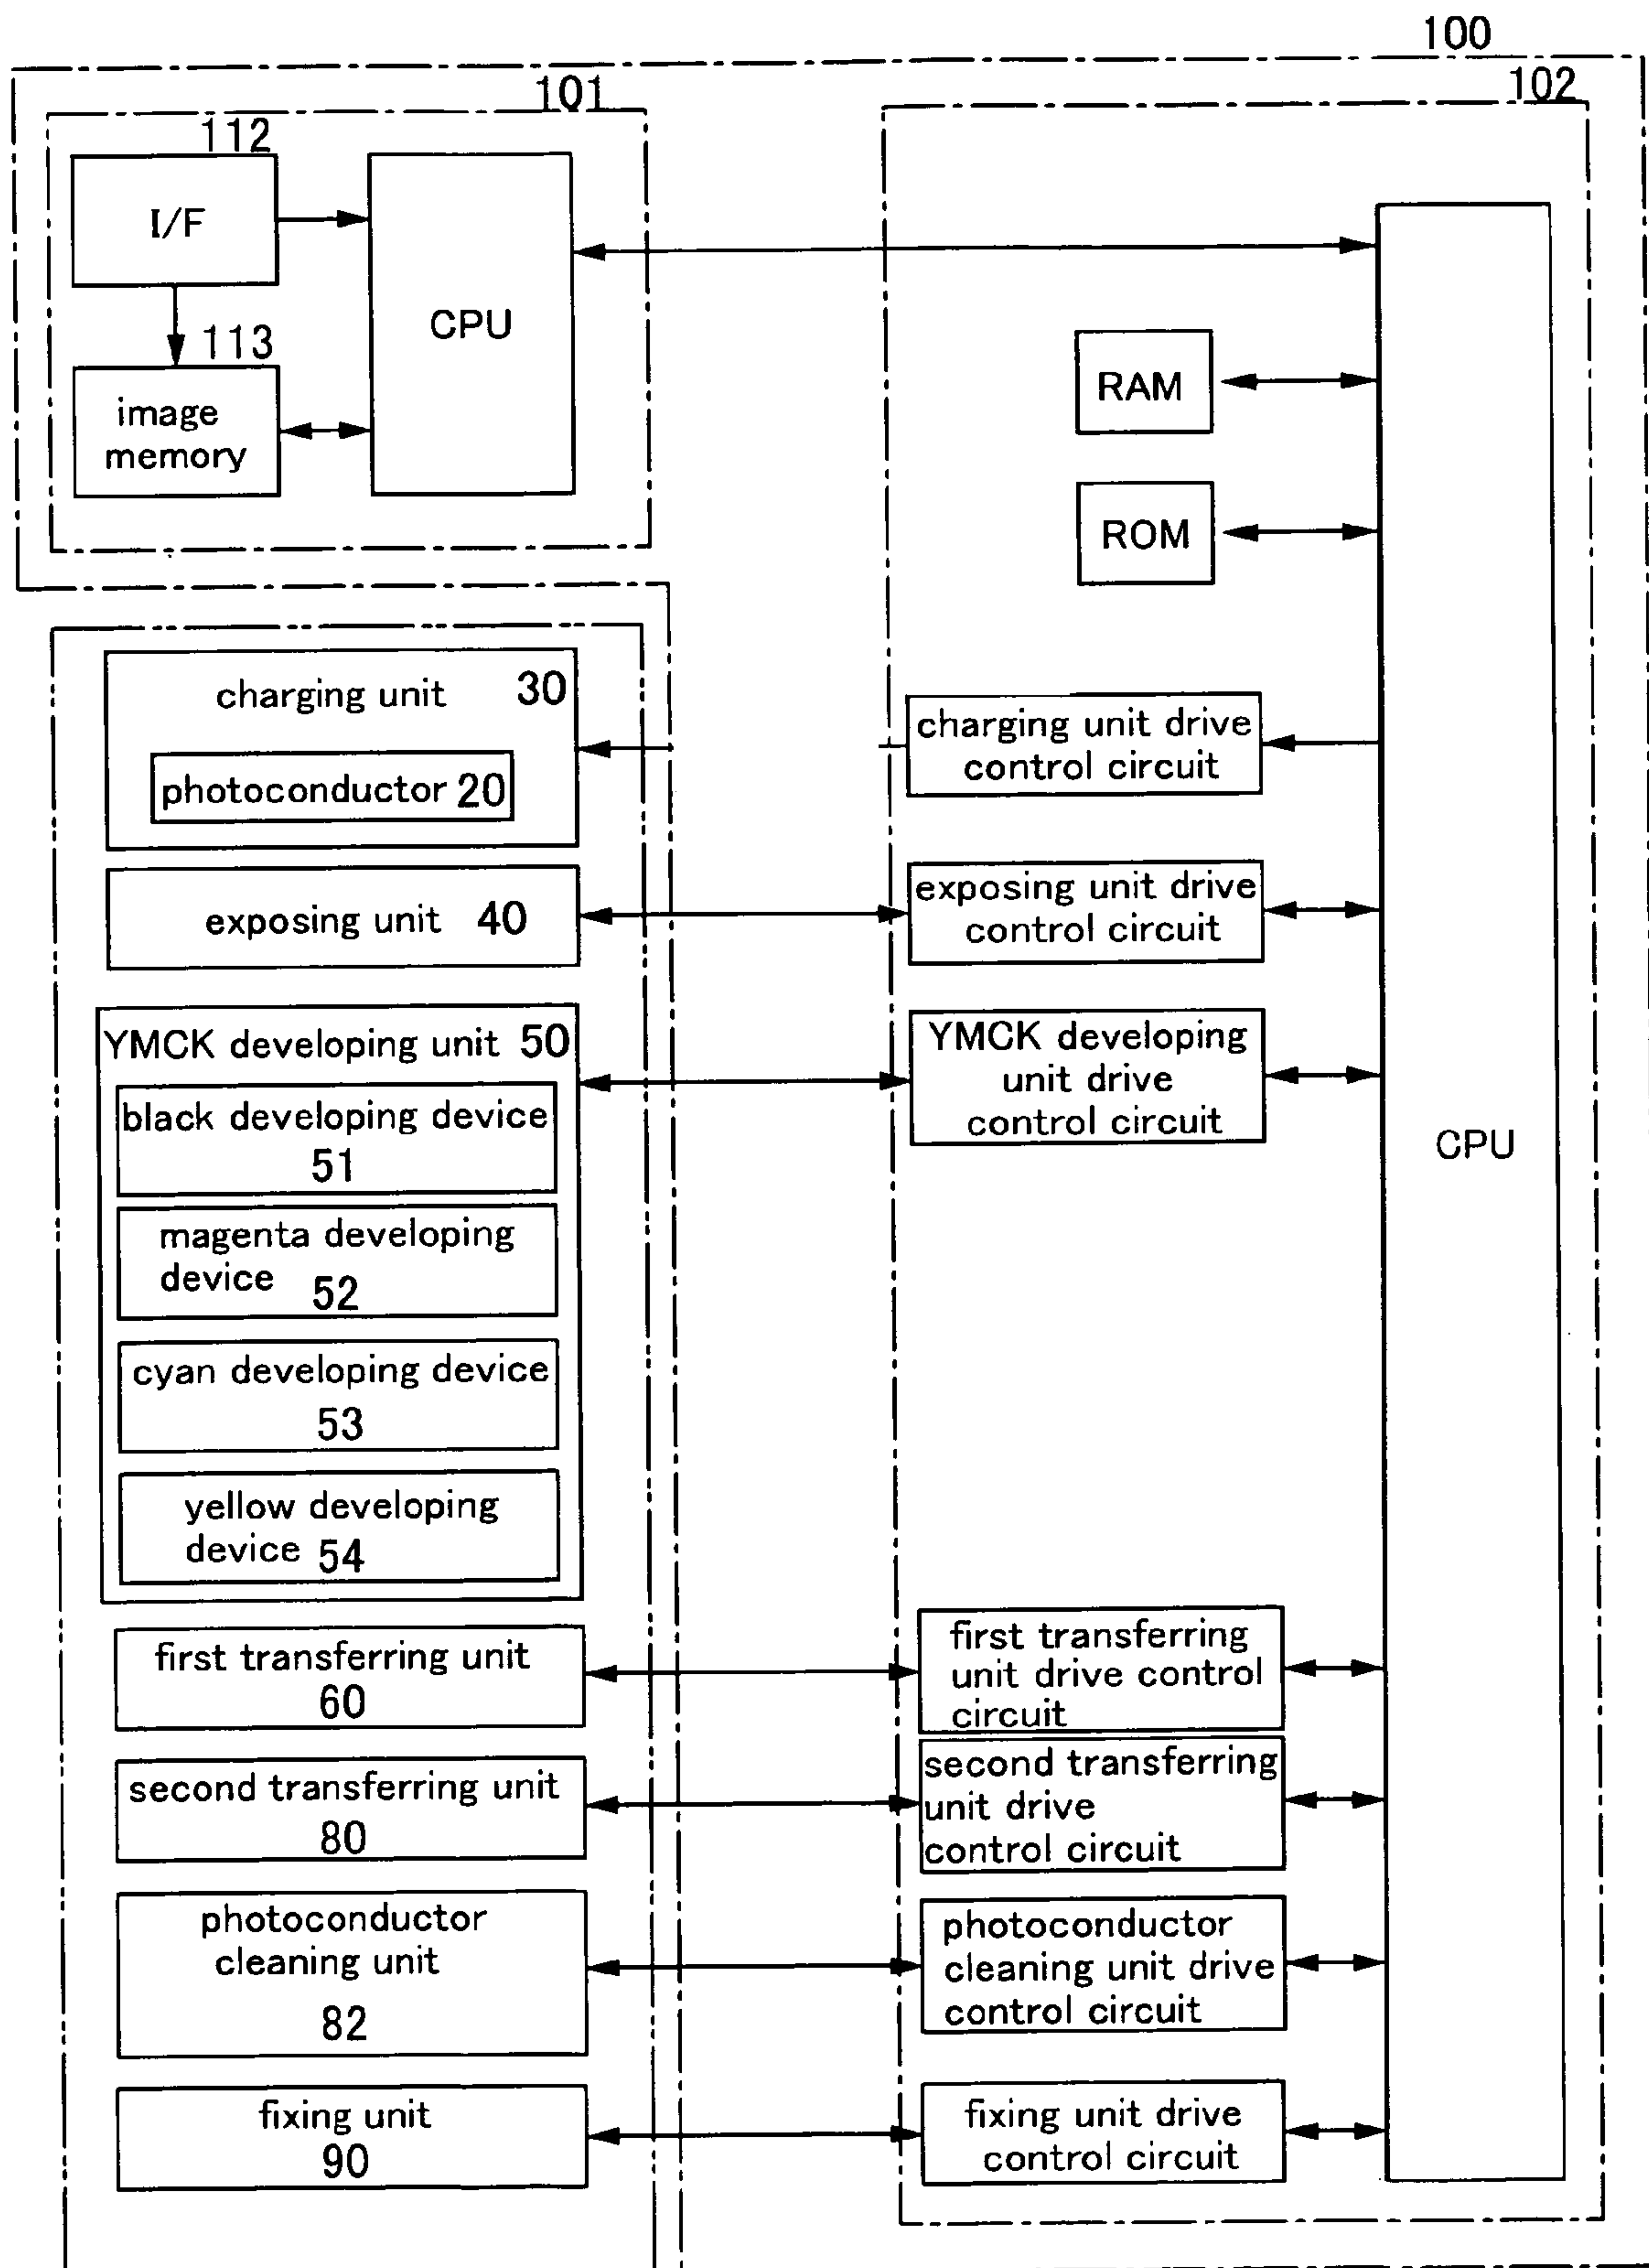 100
101
102
112
I/F
CPU
113
image
memory
RAM
ROM
charging unit 30
photoconductor 20
charging unit drive
control circuit
exposing unit 40
exposing unit drive
control circuit
YMCK developing unit 50
black developing device
51
magenta developing
device 52
cyan developing device
53
yellow developing
device 54
YMCK developing
unit drive
control circuit
CPU
first transferring unit
60
first transferring
unit drive control
circuit
second transferring unit
80
second transferring
unit drive
control circuit
photoconductor
cleaning unit
82
photoconductor
cleaning unit drive
control circuit
fixing unit
90
fixing unit drive
control circuit